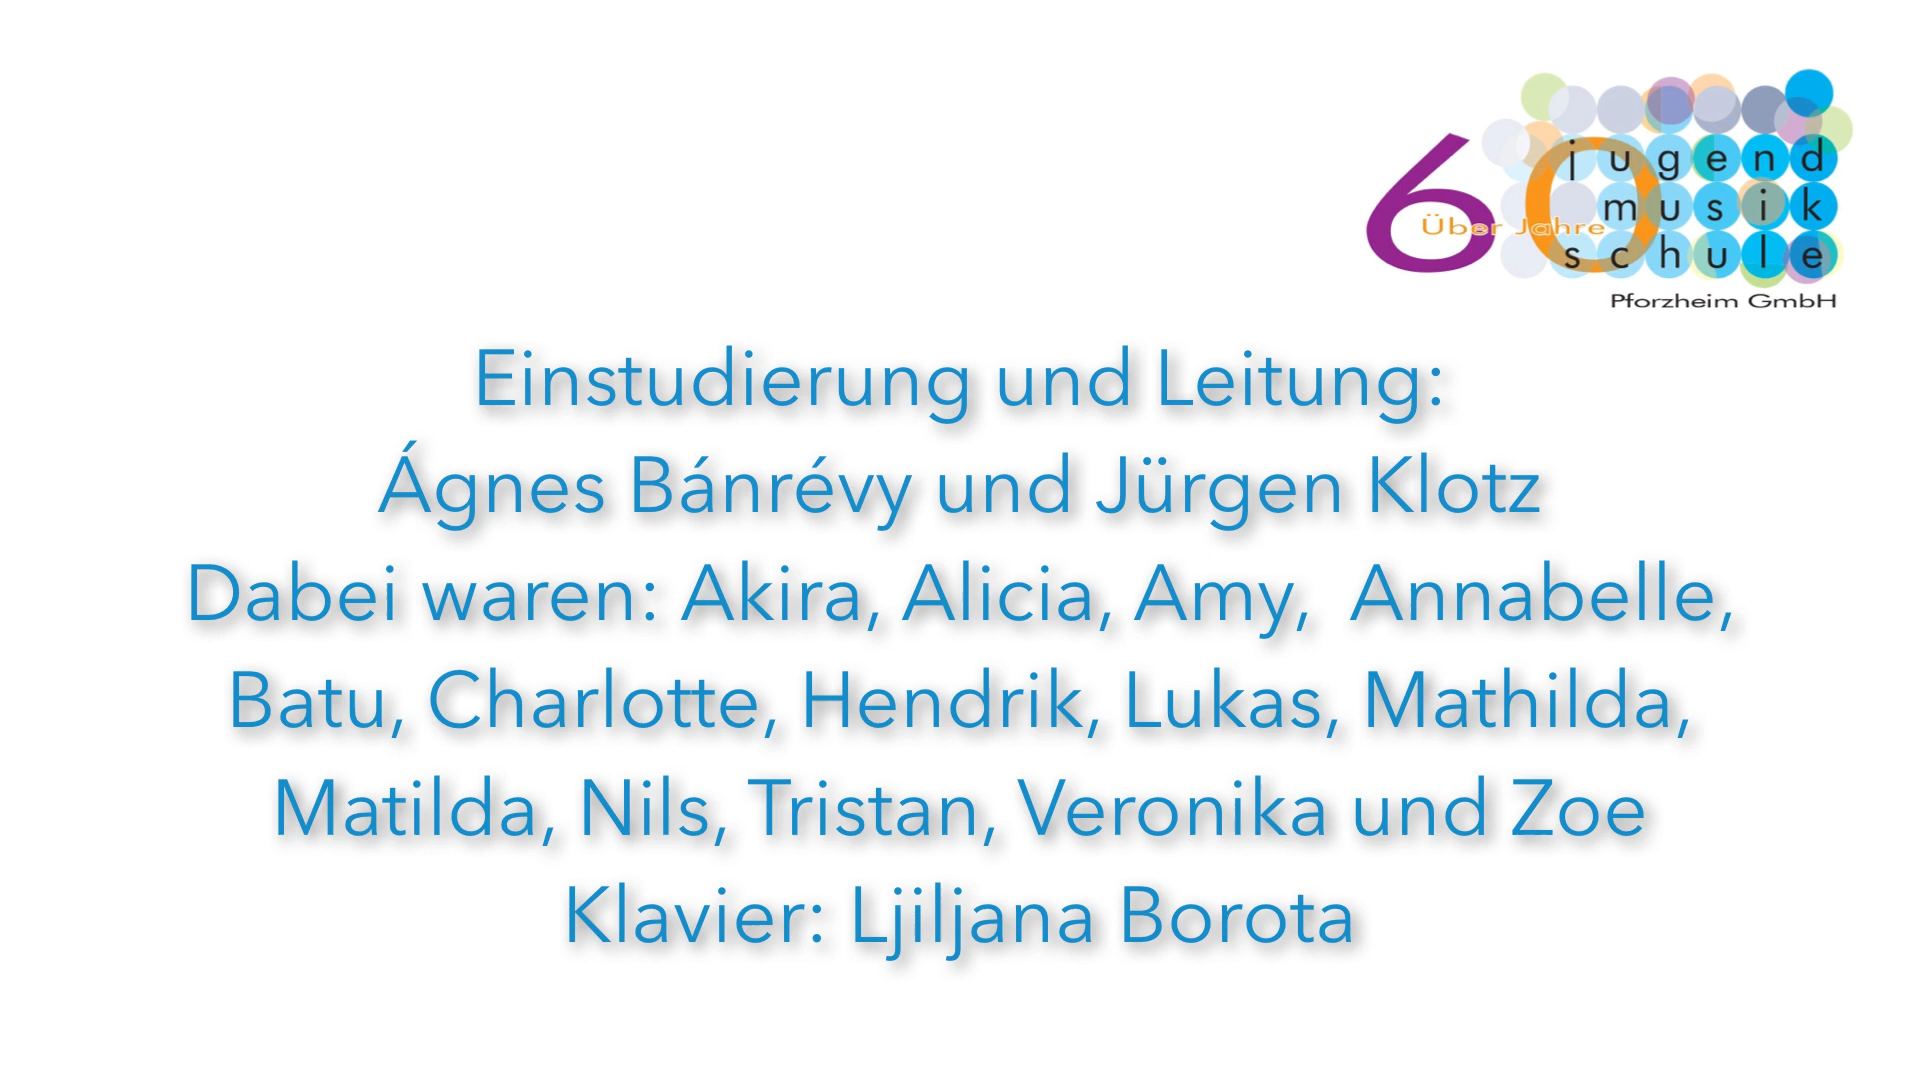 60
Über Jahre
jugend
musik
schule
Pforzheim GmbH
Einstudierung und Leitung:
Ágnes Bánrévy und Jürgen Klotz
Dabei waren: Akira, Alicia, Amy,  Annabelle,
Batu, Charlotte, Hendrik, Lukas, Mathilda,
Matilda, Nils, Tristan, Veronika und Zoe
Klavier: Ljiljana Borota